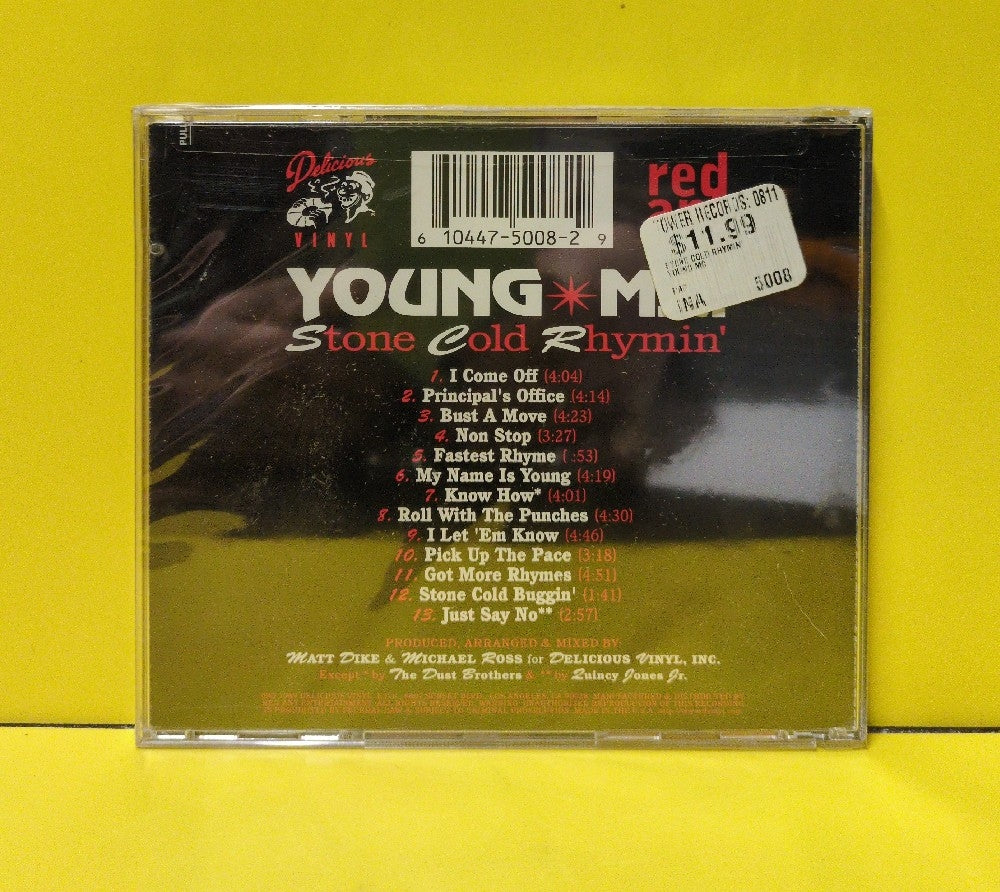 PULL
Delicious
VINYL
6 10447-5008-2 9
red
TOWER RECORDS: 0811
$11.99
STONE COLD RHYMIN
YOUNG MC
INA 5008
YOUNG M
Stone Cold Rhymin'
1. I Come Off (4:04)
2. Principal's Office (4:14)
3. Bust A Move (4:23)
4. Non Stop (3:27)
5. Fastest Rhyme ( :53)
6. My Name Is Young (4:19)
7. Know How* (4:01)
8. Roll With The Punches (4:30)
9. I Let 'Em Know (4:46)
10. Pick Up The Pace (3:18)
11. Got More Rhymes (4:51)
12. Stone Cold Buggin' (1:41)
13. Just Say No** (2:57)
PRODUCED, ARRANGED & MIXED BY
MATT DIKE & MICHAEL ROSS for DELICIOUS VINYL, INC.
Except * by The Dust Brothers & ** by Quincy Jones Jr.